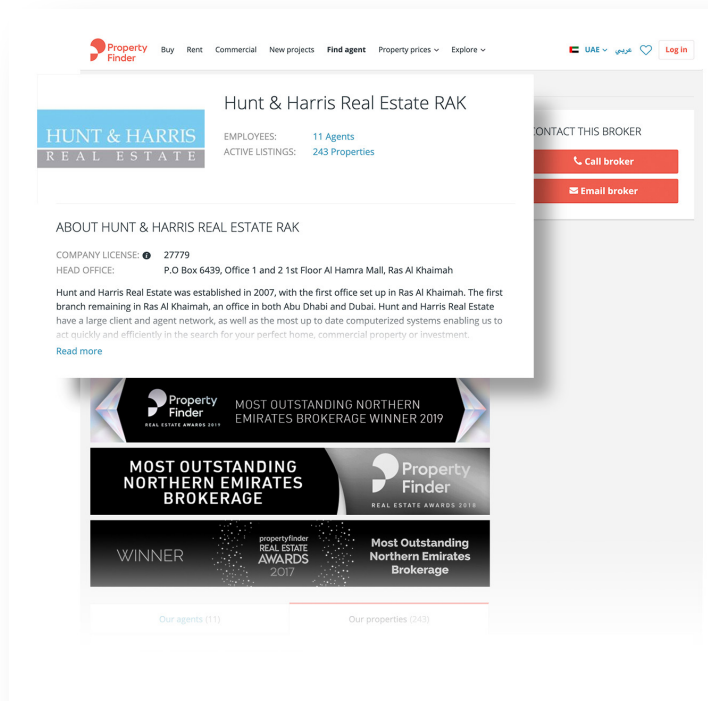 Property Finder
Buy Rent Commercial New projects Find agent Property prices Explore UAE عربي Log in
HUNT & HARRIS
REAL ESTATE
Hunt & Harris Real Estate RAK
EMPLOYEES: 11 Agents
ACTIVE LISTINGS: 243 Properties
CONTACT THIS BROKER
Call broker
Email broker
ABOUT HUNT & HARRIS REAL ESTATE RAK
COMPANY LICENSE: 27779
HEAD OFFICE: P.O Box 6439, Office 1 and 2 1st Floor Al Hamra Mall, Ras Al Khaimah
Hunt and Harris Real Estate was established in 2007, with the first office set up in Ras Al Khaimah. The first
branch remaining in Ras Al Khaimah, an office in both Abu Dhabi and Dubai. Hunt and Harris Real Estate
have a large client and agent network, as well as the most up to date computerized systems enabling us to
act quickly and efficiently in the search for your perfect home, commercial property or investment.
Read more
Property
Finder
REAL ESTATE AWARDS 2019
MOST OUTSTANDING NORTHERN
EMIRATES BROKERAGE WINNER 2019
MOST OUTSTANDING
NORTHERN EMIRATES
BROKERAGE
Property
Finder
REAL ESTATE AWARDS 2018
WINNER
propertyfinder
REAL ESTATE
AWARDS
2017
Most Outstanding
Northern Emirates
Brokerage
Our agents (11)
Our properties (243)